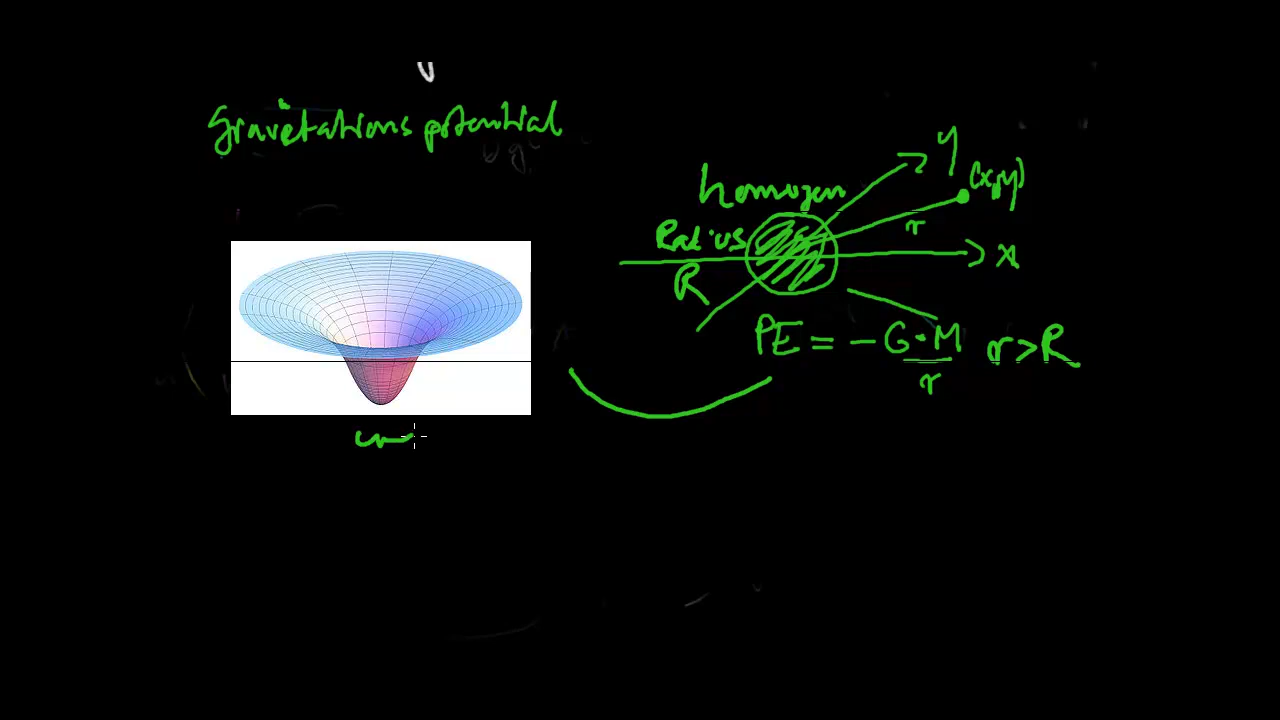 Gravitations potential
y
(x,y)
homogen
r
Radius
x
R
PE = - G·M/r r>R